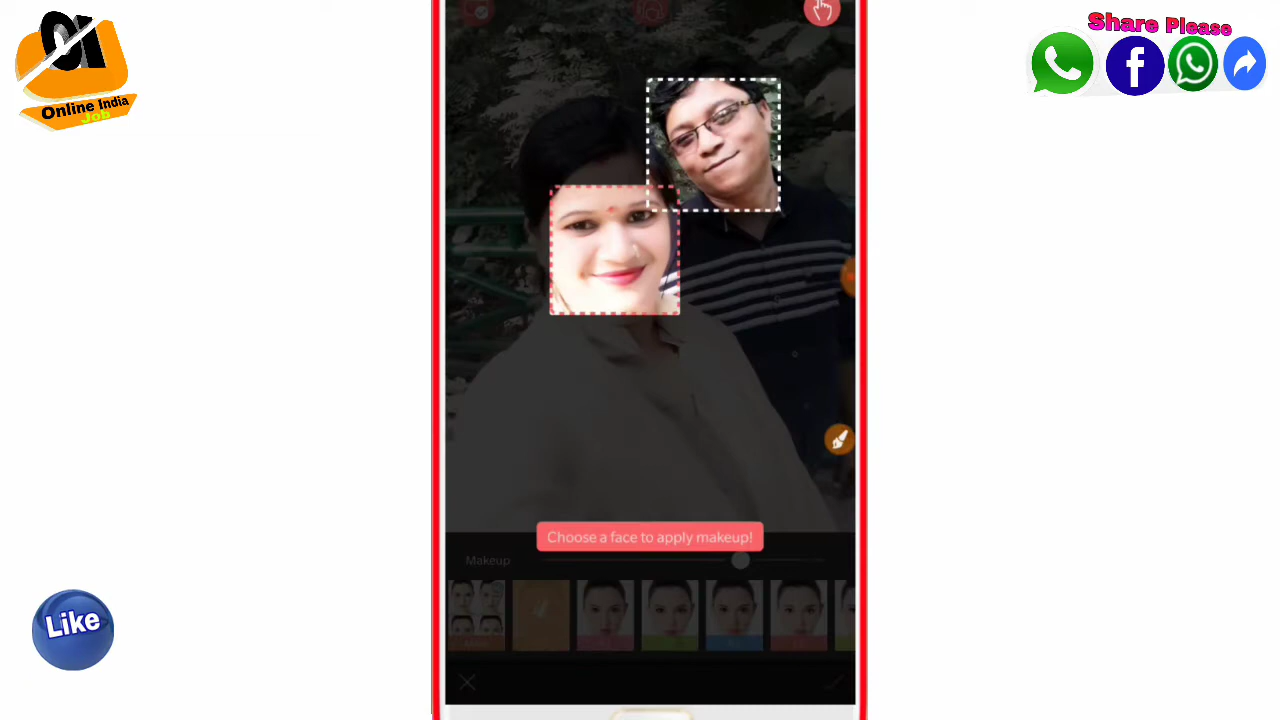 Share Please
Online India
Job
Choose a face to apply makeup!
Makeup
Like